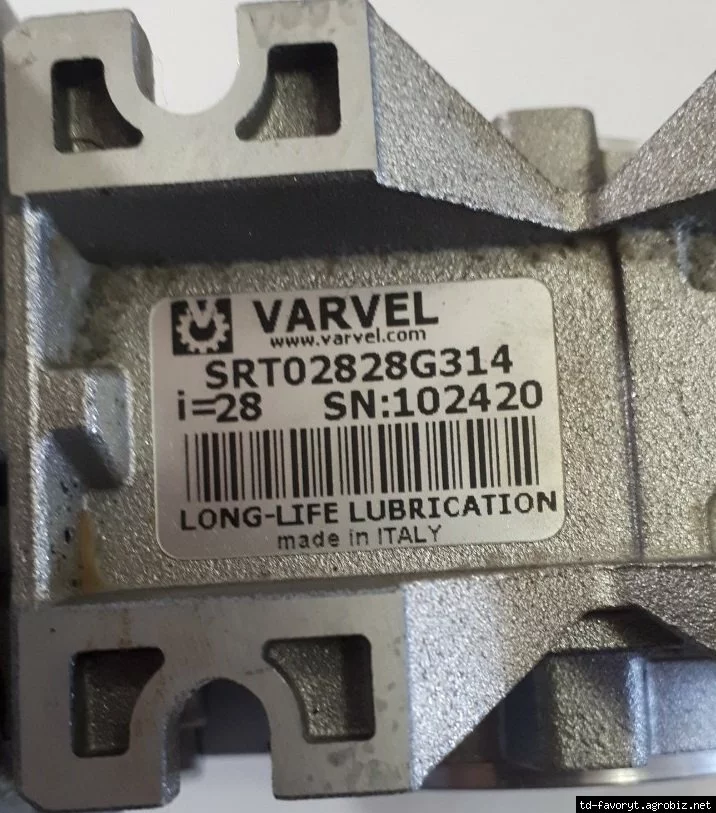 VARVEL
www.varvel.com
SRT02828G314
i=28 SN:102420
LONG-LIFE LUBRICATION
made in ITALY
td-favoryt.agrobiz.net